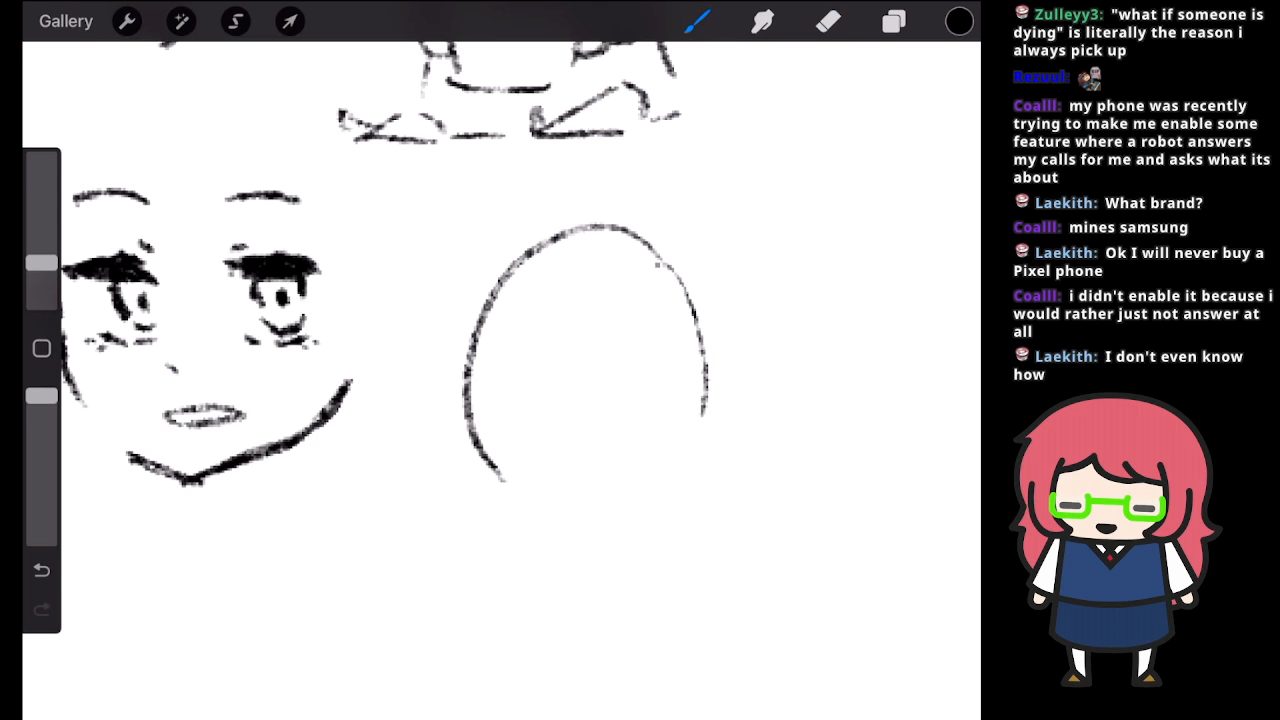 Gallery
Zulleyy3: "what if someone is
dying" is literally the reason i
always pick up
Rezuul:
Coalll: my phone was recently
trying to make me enable some
feature where a robot answers
my calls for me and asks what its
about
Laekith: What brand?
Coalll: mines samsung
Laekith: Ok I will never buy a
Pixel phone
Coalll: i didn't enable it because i
would rather just not answer at
all
Laekith: I don't even know
how